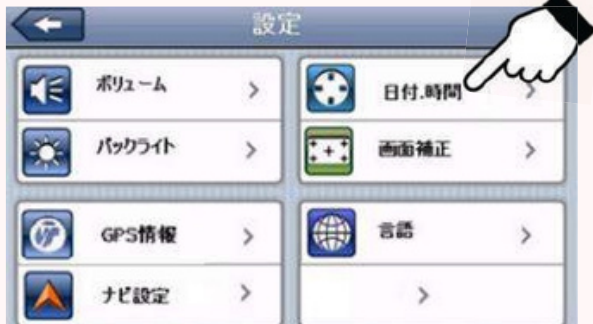 設定
ボリューム
バックライト
日付.時間
画面補正
GPS情報
ナビ設定
言語